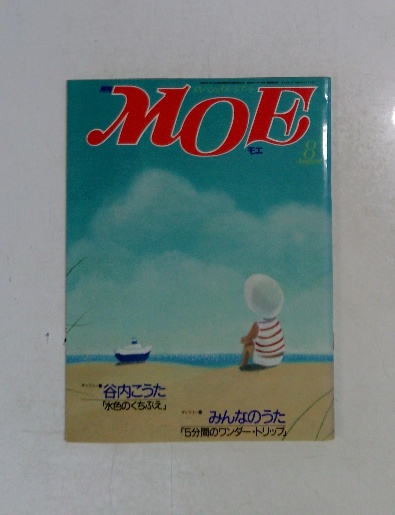 MOE
モエ
8
谷内こうた
「水色のくちぶえ」
みんなのうた
「5分間のワンダー・トリップ」